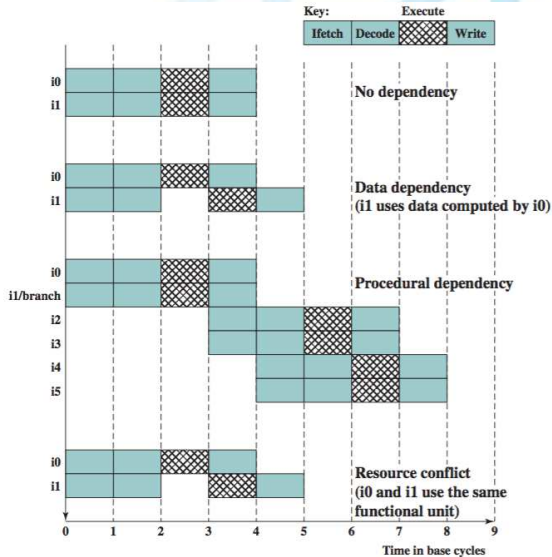 Key:
Execute
Ifetch Decode Write
i0
i1
No dependency
i0
i1
Data dependency
(i1 uses data computed by i0)
i0
i1/branch
Procedural dependency
i2
i3
i4
i5
i0
i1
Resource conflict
(i0 and i1 use the same
functional unit)
0 1 2 3 4 5 6 7 8 9
Time in base cycles